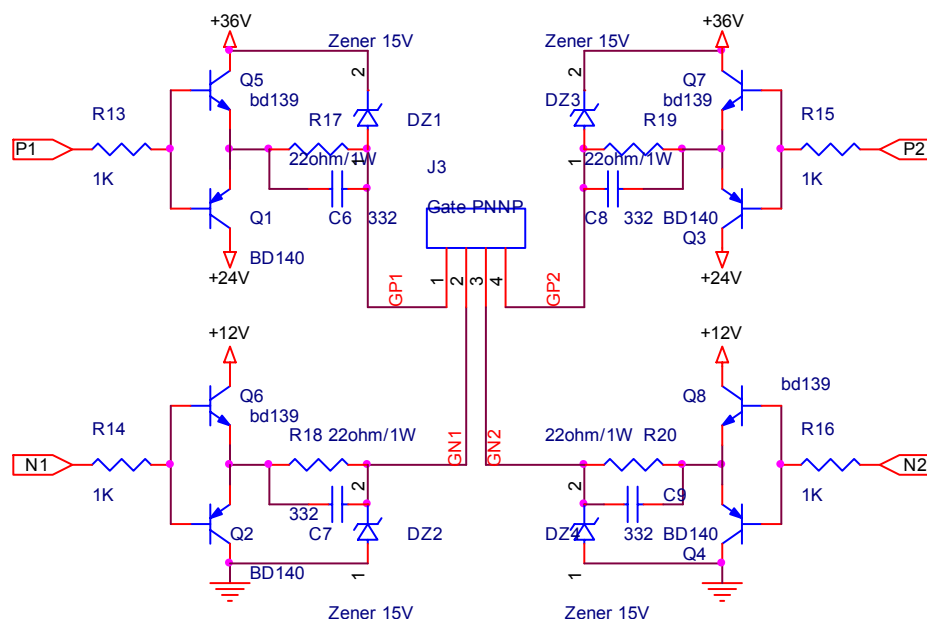 +36V
+36V
Zener 15V
Zener 15V
2
2
Q5
bd139
Q7
bd139
R13
R17
DZ1
DZ3
R19
R15
P1
P2
22ohm/1W
1
J3
1
22ohm/1W
1K
1K
Gate PNNP
Q1
C6
332
C8
332
BD140
Q3
BD140
+24V
+24V
1
2
3
4
GP1
GP2
+12V
+12V
Q6
bd139
Q8
bd139
R14
R18
22ohm/1W
GN1
GN2
22ohm/1W
R20
R16
N1
N2
1K
2
2
C9
1K
332
Q2
C7
DZ2
DZ4
332
BD140
Q4
BD140
1
1
Zener 15V
Zener 15V